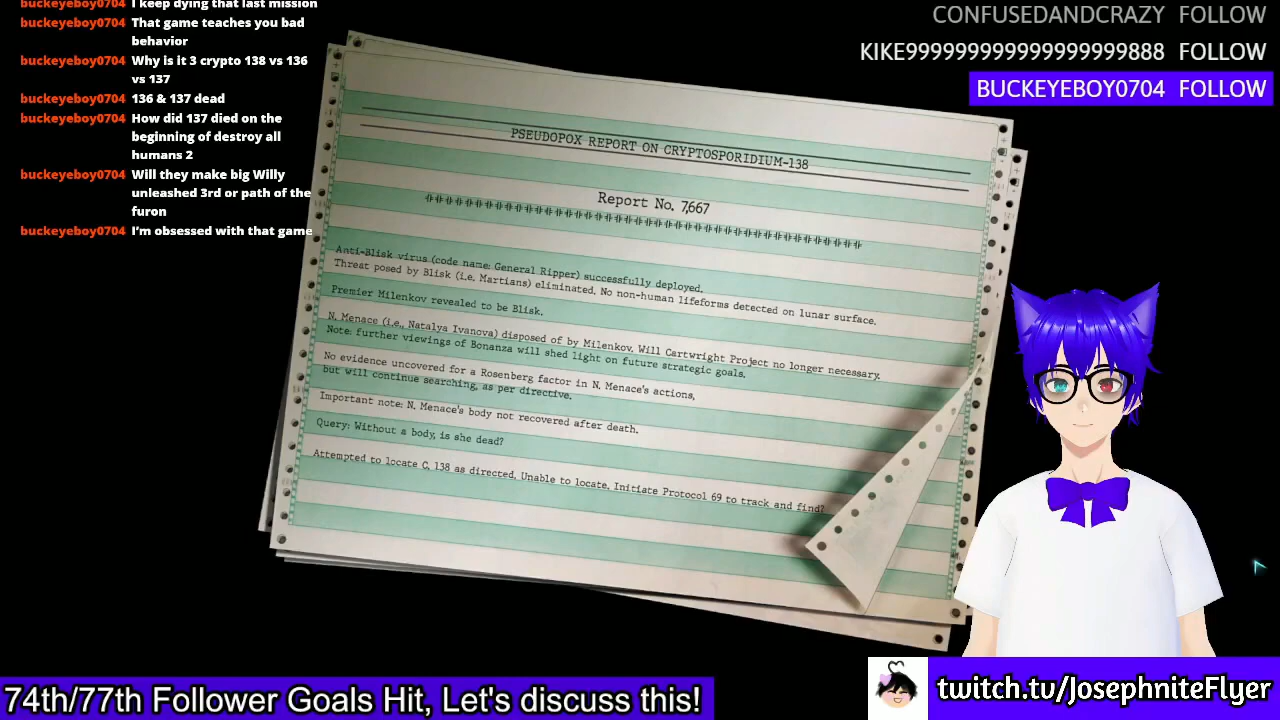 buckeyeboy0704 I keep dying that last mission
buckeyeboy0704 That game teaches you bad
behavior
buckeyeboy0704 Why is it 3 crypto 138 vs 136
vs 137
buckeyeboy0704 136 & 137 dead
buckeyeboy0704 How did 137 died on the
beginning of destroy all
humans 2
buckeyeboy0704 Will they make big Willy
unleashed 3rd or path of the
furon
buckeyeboy0704 I'm obsessed with that game
CONFUSEDANDCRAZY FOLLOW
BUCKEYEBOY0704 FOLLOW
PSEUDOPOX REPORT ON CRYPTOSPORIDIUM-138
Report No. 7,667
Anti-Blisk virus (code name: General Ripper) successfully deployed.
Threat posed by Blisk (i.e. Martians) eliminated. No non-human lifeforms detected on lunar surface.
Premier Milenkov revealed to be Blisk.
N. Menace (i.e., Natalya Ivanova) disposed of by Milenkov. Will Cartwright Project no longer necessary.
Note: further viewings of Bonanza will shed light on future strategic goals.
No evidence uncovered for a Rosenberg factor in N. Menace's actions,
but will continue searching, as per directive.
Important note: N. Menace's body not recovered after death.
Query: Without a body, is she dead?
Attempted to locate C. 138 as directed. Unable to locate. Initiate Protocol 69 to track and find?
74th/77th Follower Goals Hit, Let's discuss this!
twitch.tv/JosephniteFlyer